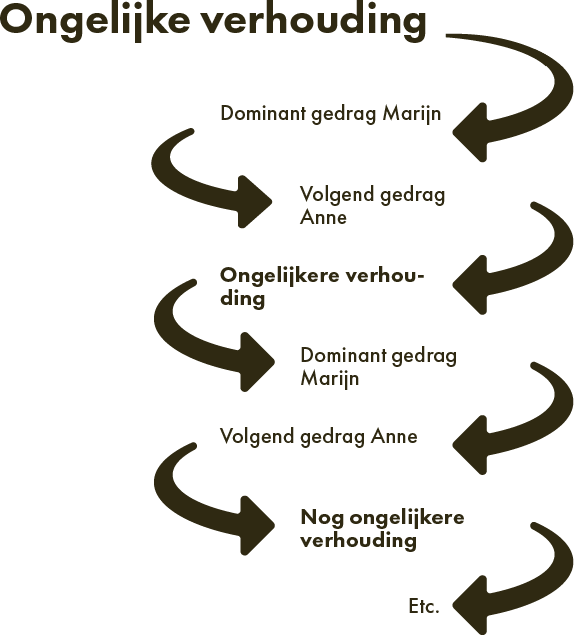 Ongelijke verhouding
Dominant gedrag Marijn
Volgend gedrag
Anne
Ongelijkere verhou-
ding
Dominant gedrag
Marijn
Volgend gedrag Anne
Nog ongelijkere
verhouding
Etc.